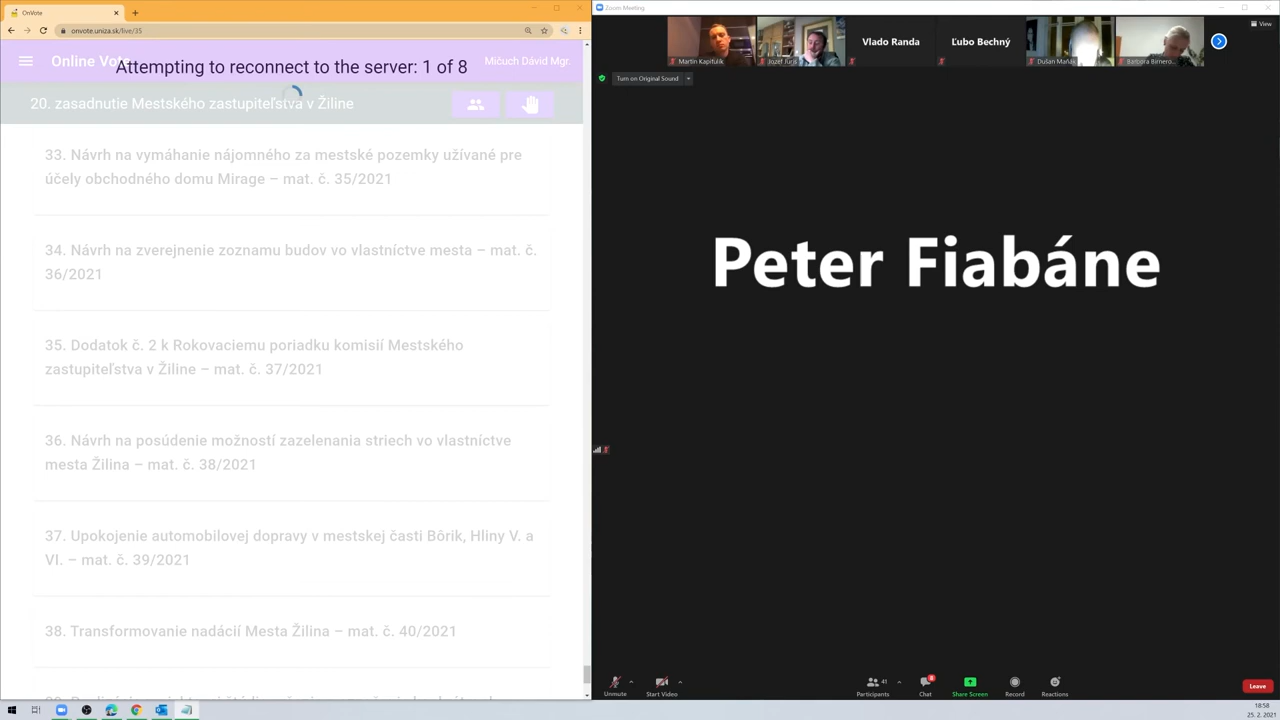 OnVote
onvote.uniza.sk/live/35
Online Vo
Attempting to reconnect to the server: 1 of 8
Mičuch Dávid Mgr.
20. zasadnutie Mestského zastupiteľstva v Žiline
33. Návrh na vymáhanie nájomného za mestské pozemky užívané pre
účely obchodného domu Mirage – mat. č. 35/2021
34. Návrh na zverejnenie zoznamu budov vo vlastníctve mesta – mat. č.
36/2021
35. Dodatok č. 2 k Rokovaciemu poriadku komisií Mestského
zastupiteľstva v Žiline – mat. č. 37/2021
36. Návrh na posúdenie možností zazelenania striech vo vlastníctve
mesta Žilina – mat. č. 38/2021
37. Upokojenie automobilovej dopravy v mestskej časti Bôrik, Hliny V. a
VI. – mat. č. 39/2021
38. Transformovanie nadácií Mesta Žilina – mat. č. 40/2021
Zoom Meeting
View
Martin Kapitulík
Jozef Juriš
Vlado Randa
Ľubo Bechný
Dušan Maňák
Barbora Birnero...
Turn on Original Sound
Peter Fiabáne
Unmute
Start Video
41
Participants
8
Chat
Share Screen
Record
Reactions
Leave
18:58
25. 2. 2021